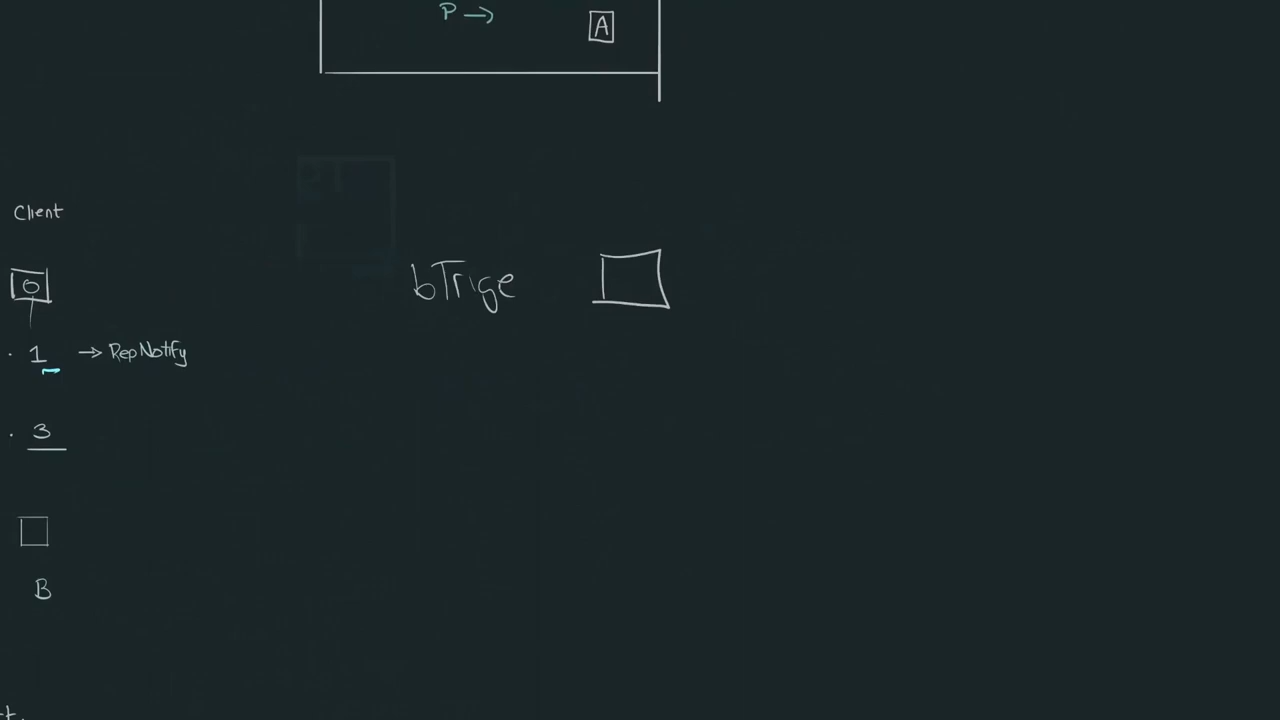 P →
A
Client
0
bTrige
· 1 → RepNotify
· 3
B
t.